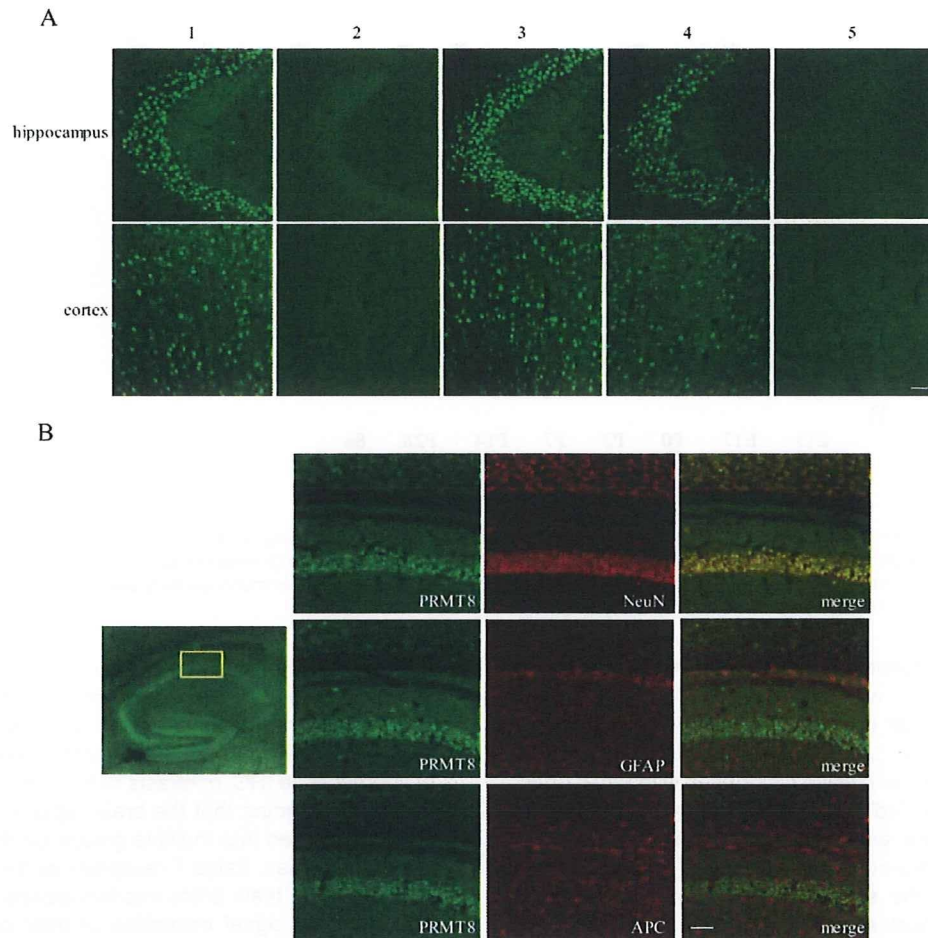 A
1 2 3 4 5
hippocampus
cortex
B
PRMT8 NeuN merge
PRMT8 GFAP merge
PRMT8 APC merge